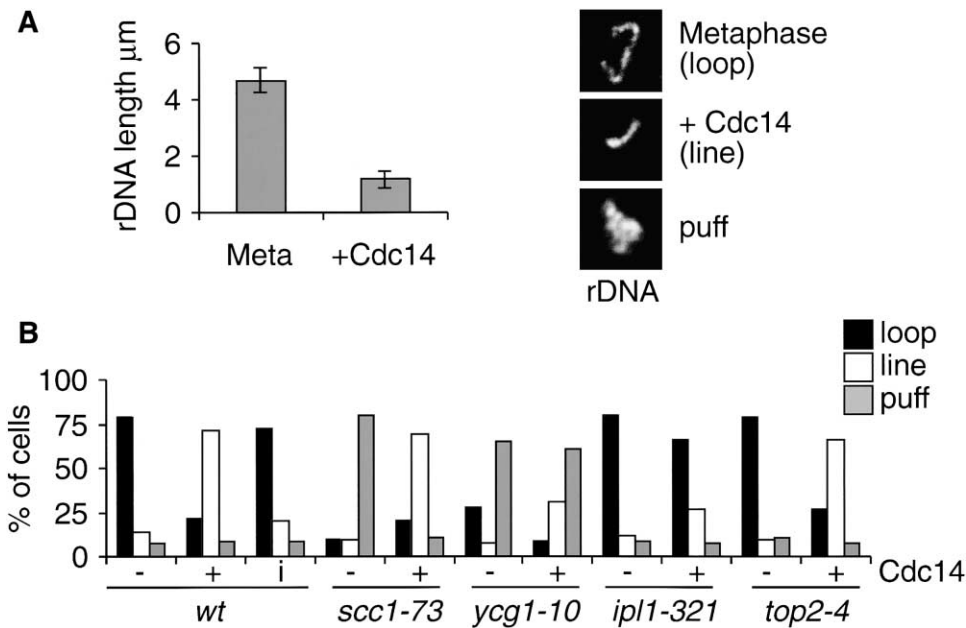 A
rDNA length µm
6
4
2
0
Meta
+Cdc14
Metaphase
(loop)
+ Cdc14
(line)
puff
rDNA
B
loop
line
puff
% of cells
100
75
50
25
0
- + i - + - + - + - + Cdc14
wt scc1-73 ycg1-10 ipl1-321 top2-4